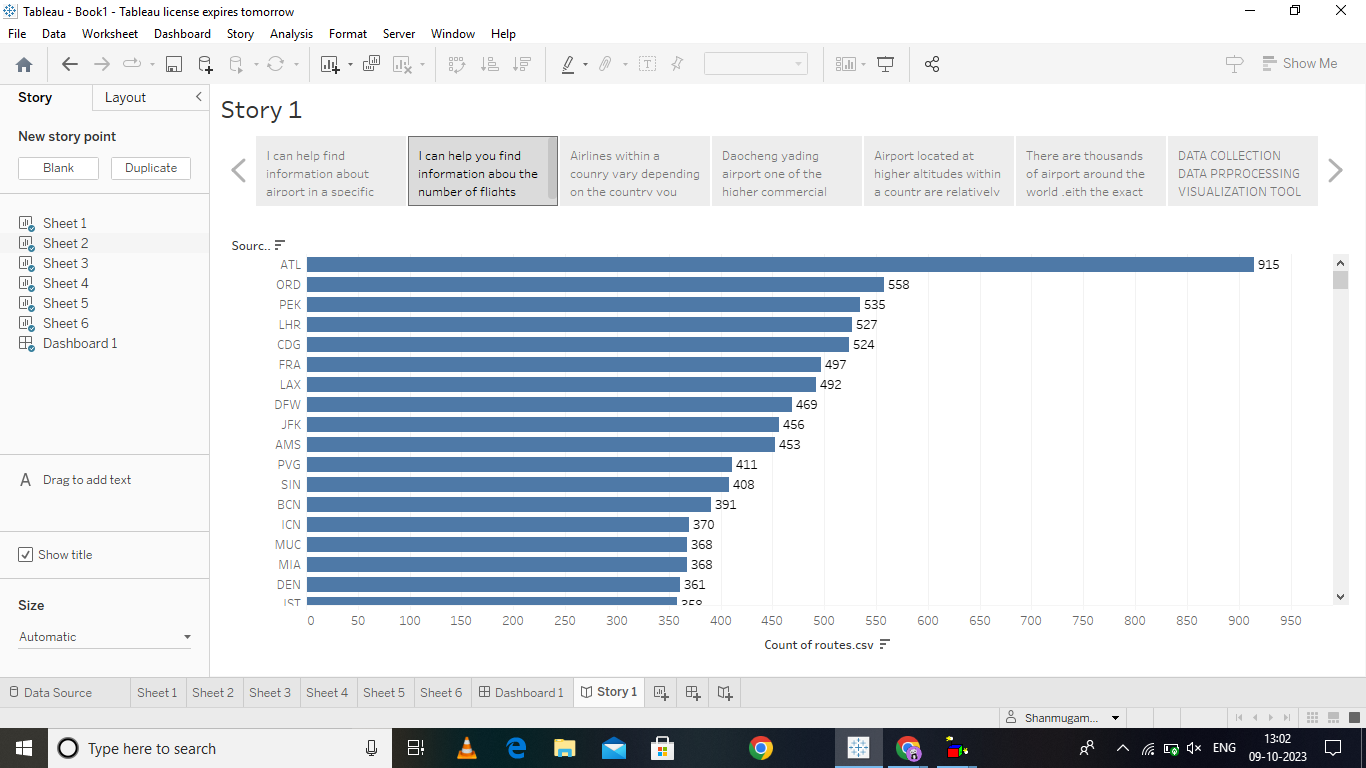 Tableau - Book1 - Tableau license expires tomorrow
File Data Worksheet Dashboard Story Analysis Format Server Window Help
Show Me
Story Layout
New story point
Blank Duplicate
Sheet 1
Sheet 2
Sheet 3
Sheet 4
Sheet 5
Sheet 6
Dashboard 1
A Drag to add text
Show title
Size
Automatic
Story 1
I can help find
information about
airport in a specific
I can help you find
information abou the
number of flights
Airlines within a
counry vary depending
on the country you
Daocheng yading
airport one of the
higher commercial
Airport located at
higher altitudes within
a countr are relatively
There are thousands
of airport around the
world .eith the exact
DATA COLLECTION
DATA PRPROCESSING
VISUALIZATION TOOL
Sourc..
ATL 915
ORD 558
PEK 535
LHR 527
CDG 524
FRA 497
LAX 492
DFW 469
JFK 456
AMS 453
PVG 411
SIN 408
BCN 391
ICN 370
MUC 368
MIA 368
DEN 361
IST 358
0 50 100 150 200 250 300 350 400 450 500 550 600 650 700 750 800 850 900 950
Count of routes.csv
Data Source Sheet 1 Sheet 2 Sheet 3 Sheet 4 Sheet 5 Sheet 6 Dashboard 1 Story 1
Shanmugam...
Type here to search
ENG
13:02
09-10-2023